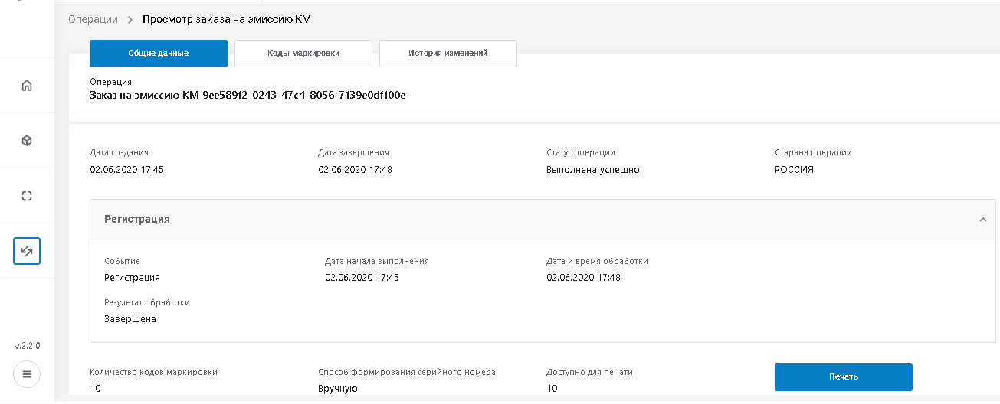 Операции > Просмотр заказа на эмиссию КМ
Общие данные Коды маркировки История изменений
Операция
Заказ на эмиссию КМ 9ee589f2-0243-47c4-8056-7139e0df100e
Дата создания Дата завершения Статус операции Старана операции
02.06.2020 17:45 02.06.2020 17:48 Выполнена успешно РОССИЯ
Регистрация
Событие Дата начала выполнения Дата и время обработки
Регистрация 02.06.2020 17:45 02.06.2020 17:48
Результат обработки
Завершена
v.2.2.0
Количество кодов маркировки Способ формирования серийного номера Доступно для печати Печать
10 Вручную 10